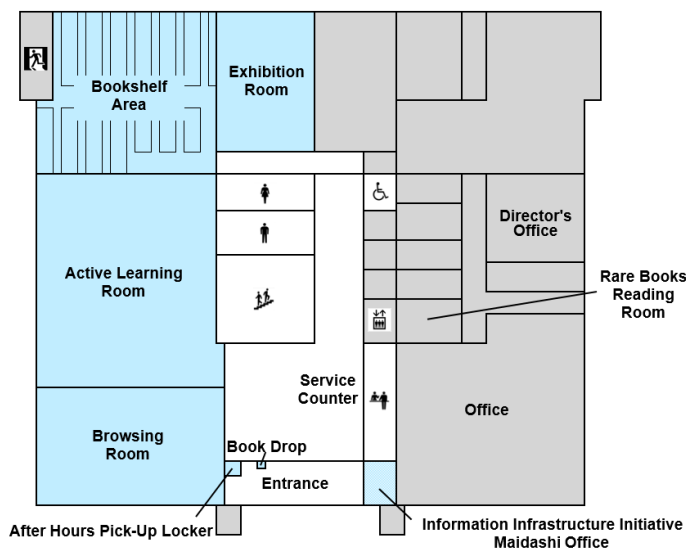 Bookshelf
Area
Exhibition
Room
Director's
Office
Active Learning
Room
Rare Books
Reading
Room
Service
Counter
Office
Browsing
Room
Book Drop
Entrance
After Hours Pick-Up Locker
Information Infrastructure Initiative
Maidashi Office